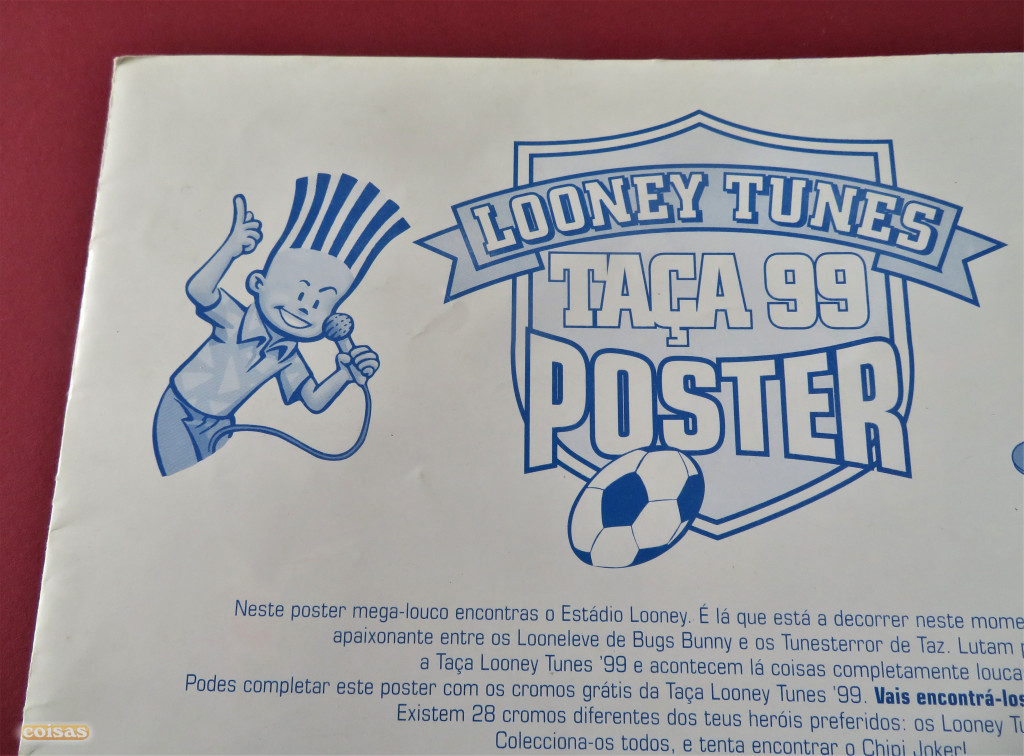 LOONEY TUNES
TAÇA 99
POSTER
Neste poster mega-louco encontras o Estádio Looney. É lá que está a decorrer neste
apaixonante entre os Looneleve de Bugs Bunny e os Tunesterror de Taz. Lutam
a Taça Looney Tunes '99 e acontecem lá coisas completamente
Podes completar este poster com os cromos grátis da Taça Looney Tunes '99. Vais encontrá-los
Existem 28 cromos diferentes dos teus heróis preferidos: os Looney
Colecciona-os todos, e tenta encontrar o Chipi Joker!
coisas